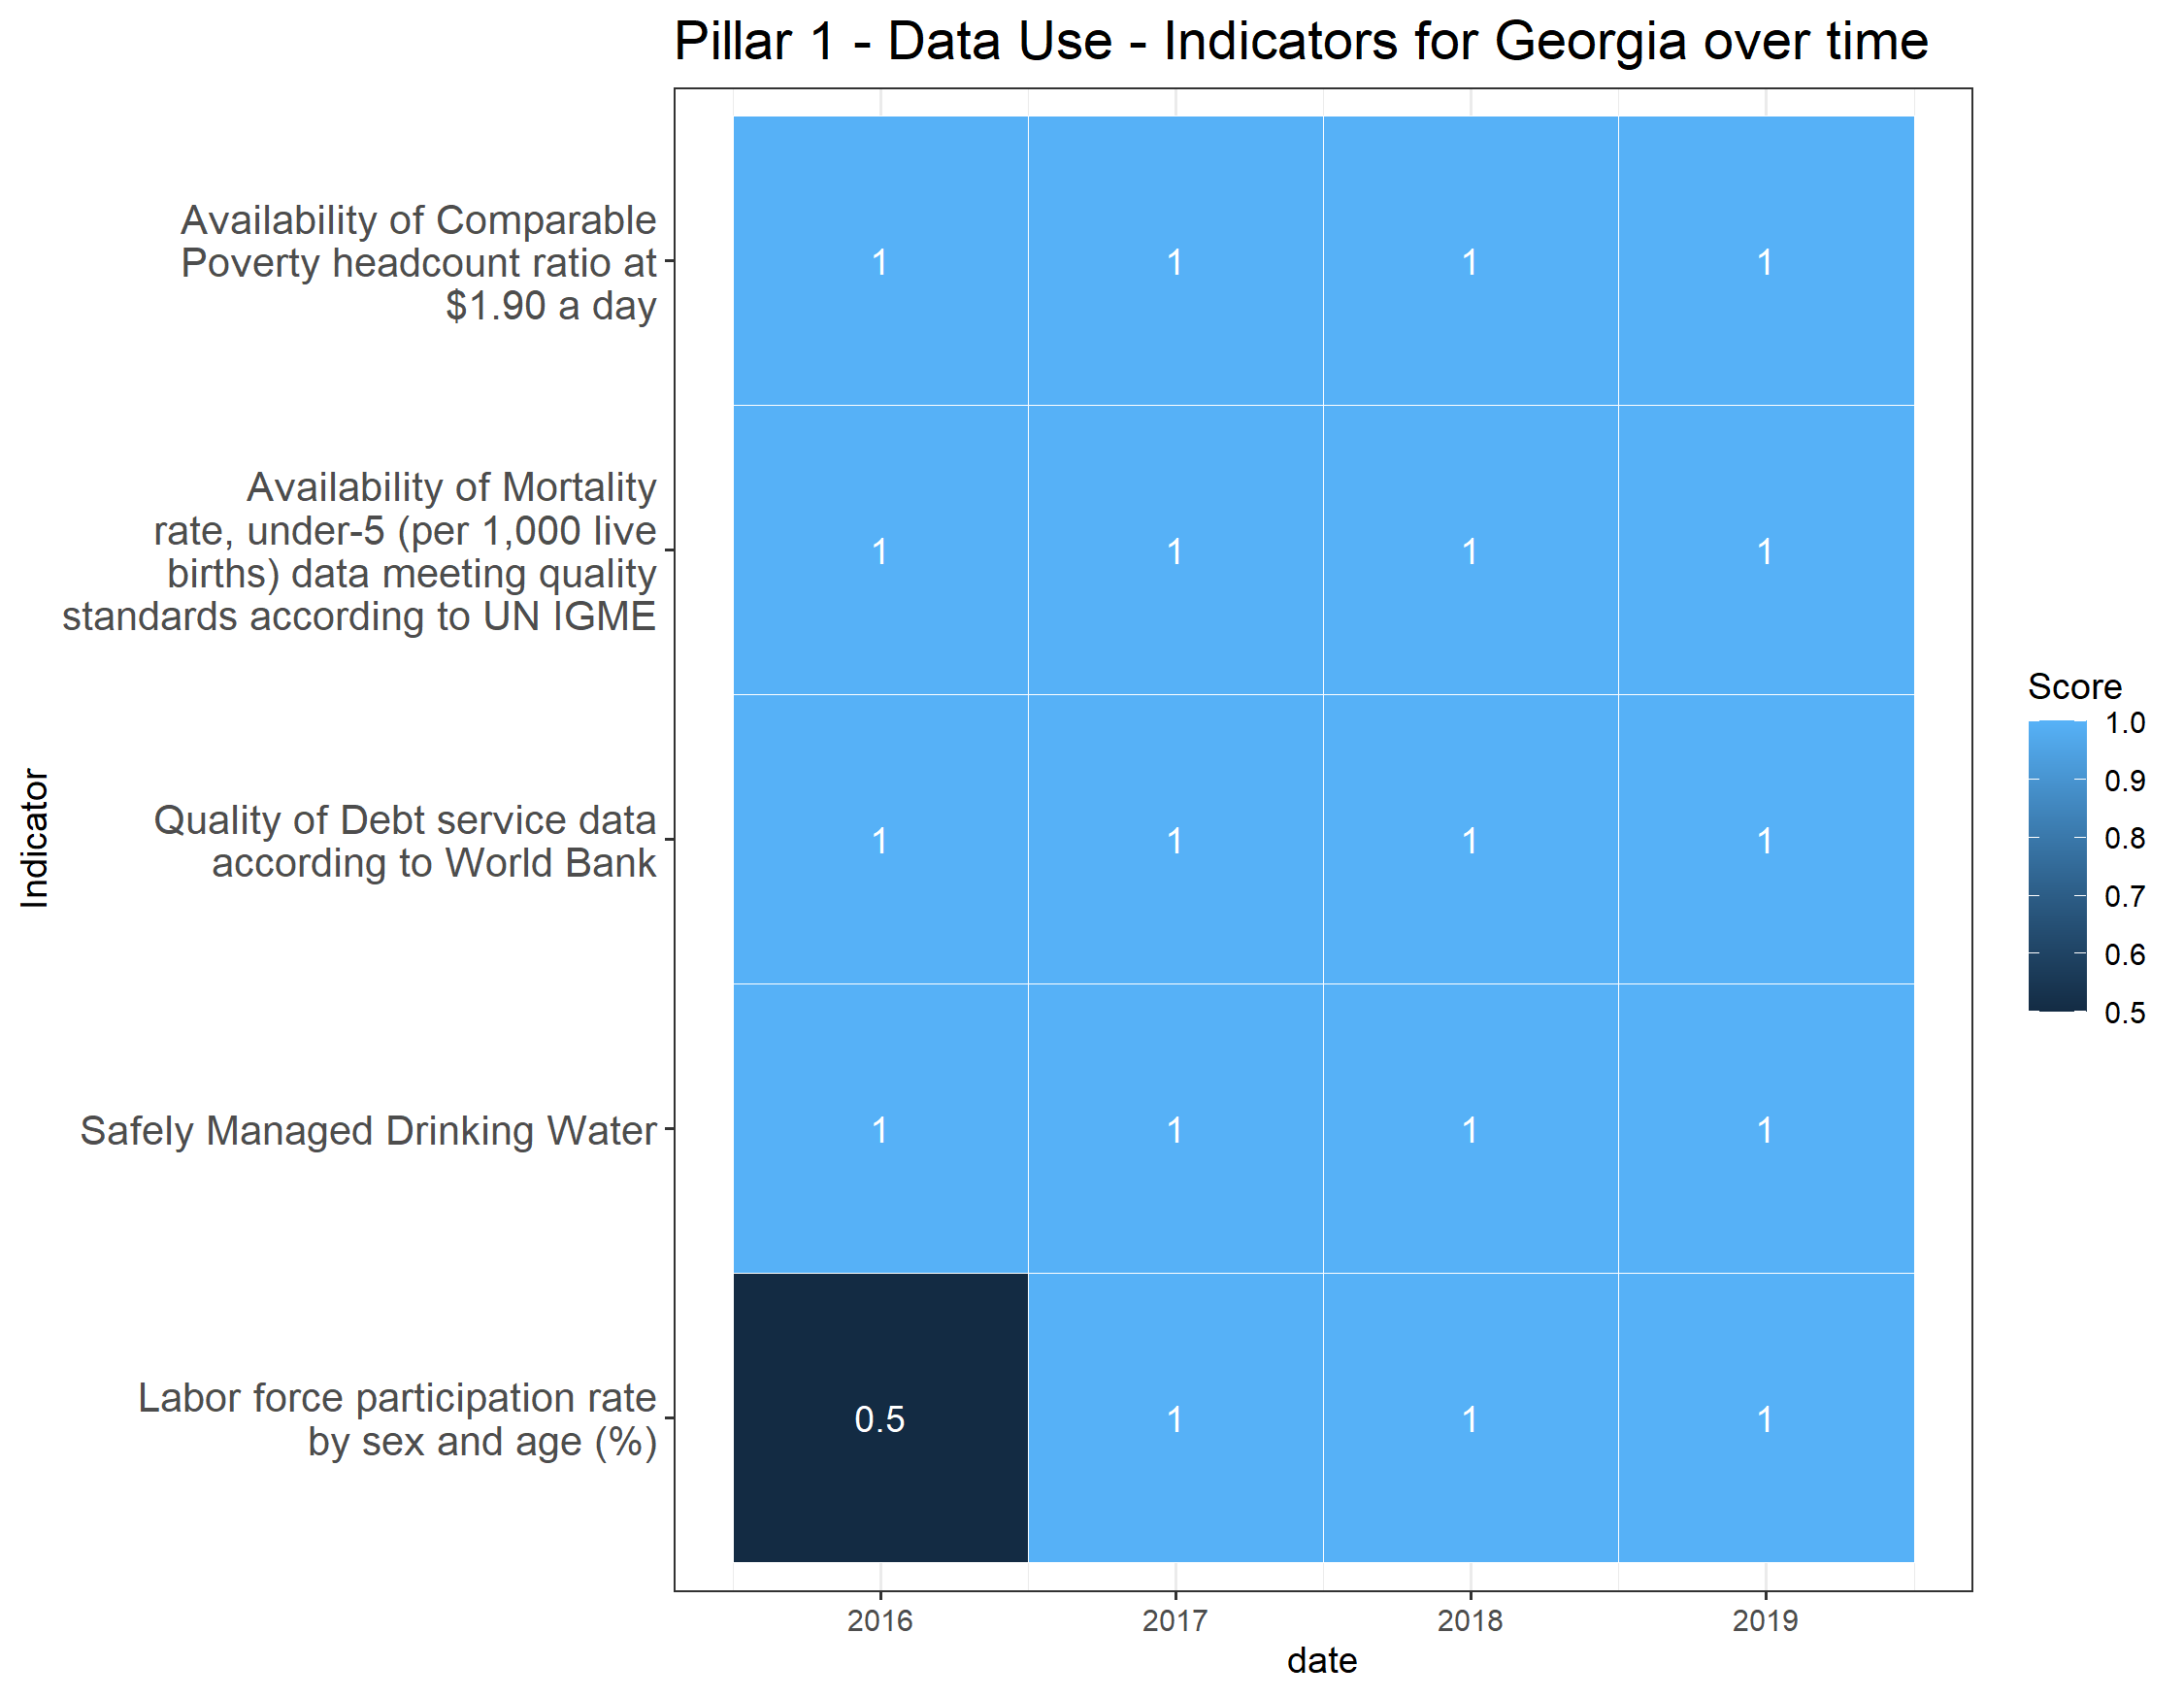 Pillar 1 - Data Use - Indicators for Georgia over time
Indicator
Availability of Comparable
Poverty headcount ratio at
$1.90 a day
1 1 1 1
Availability of Mortality
rate, under-5 (per 1,000 live
births) data meeting quality
standards according to UN IGME
1 1 1 1
Quality of Debt service data
according to World Bank
1 1 1 1
Safely Managed Drinking Water
1 1 1 1
Labor force participation rate
by sex and age (%)
0.5 1 1 1
2016 2017 2018 2019
date
Score
1.0
0.9
0.8
0.7
0.6
0.5